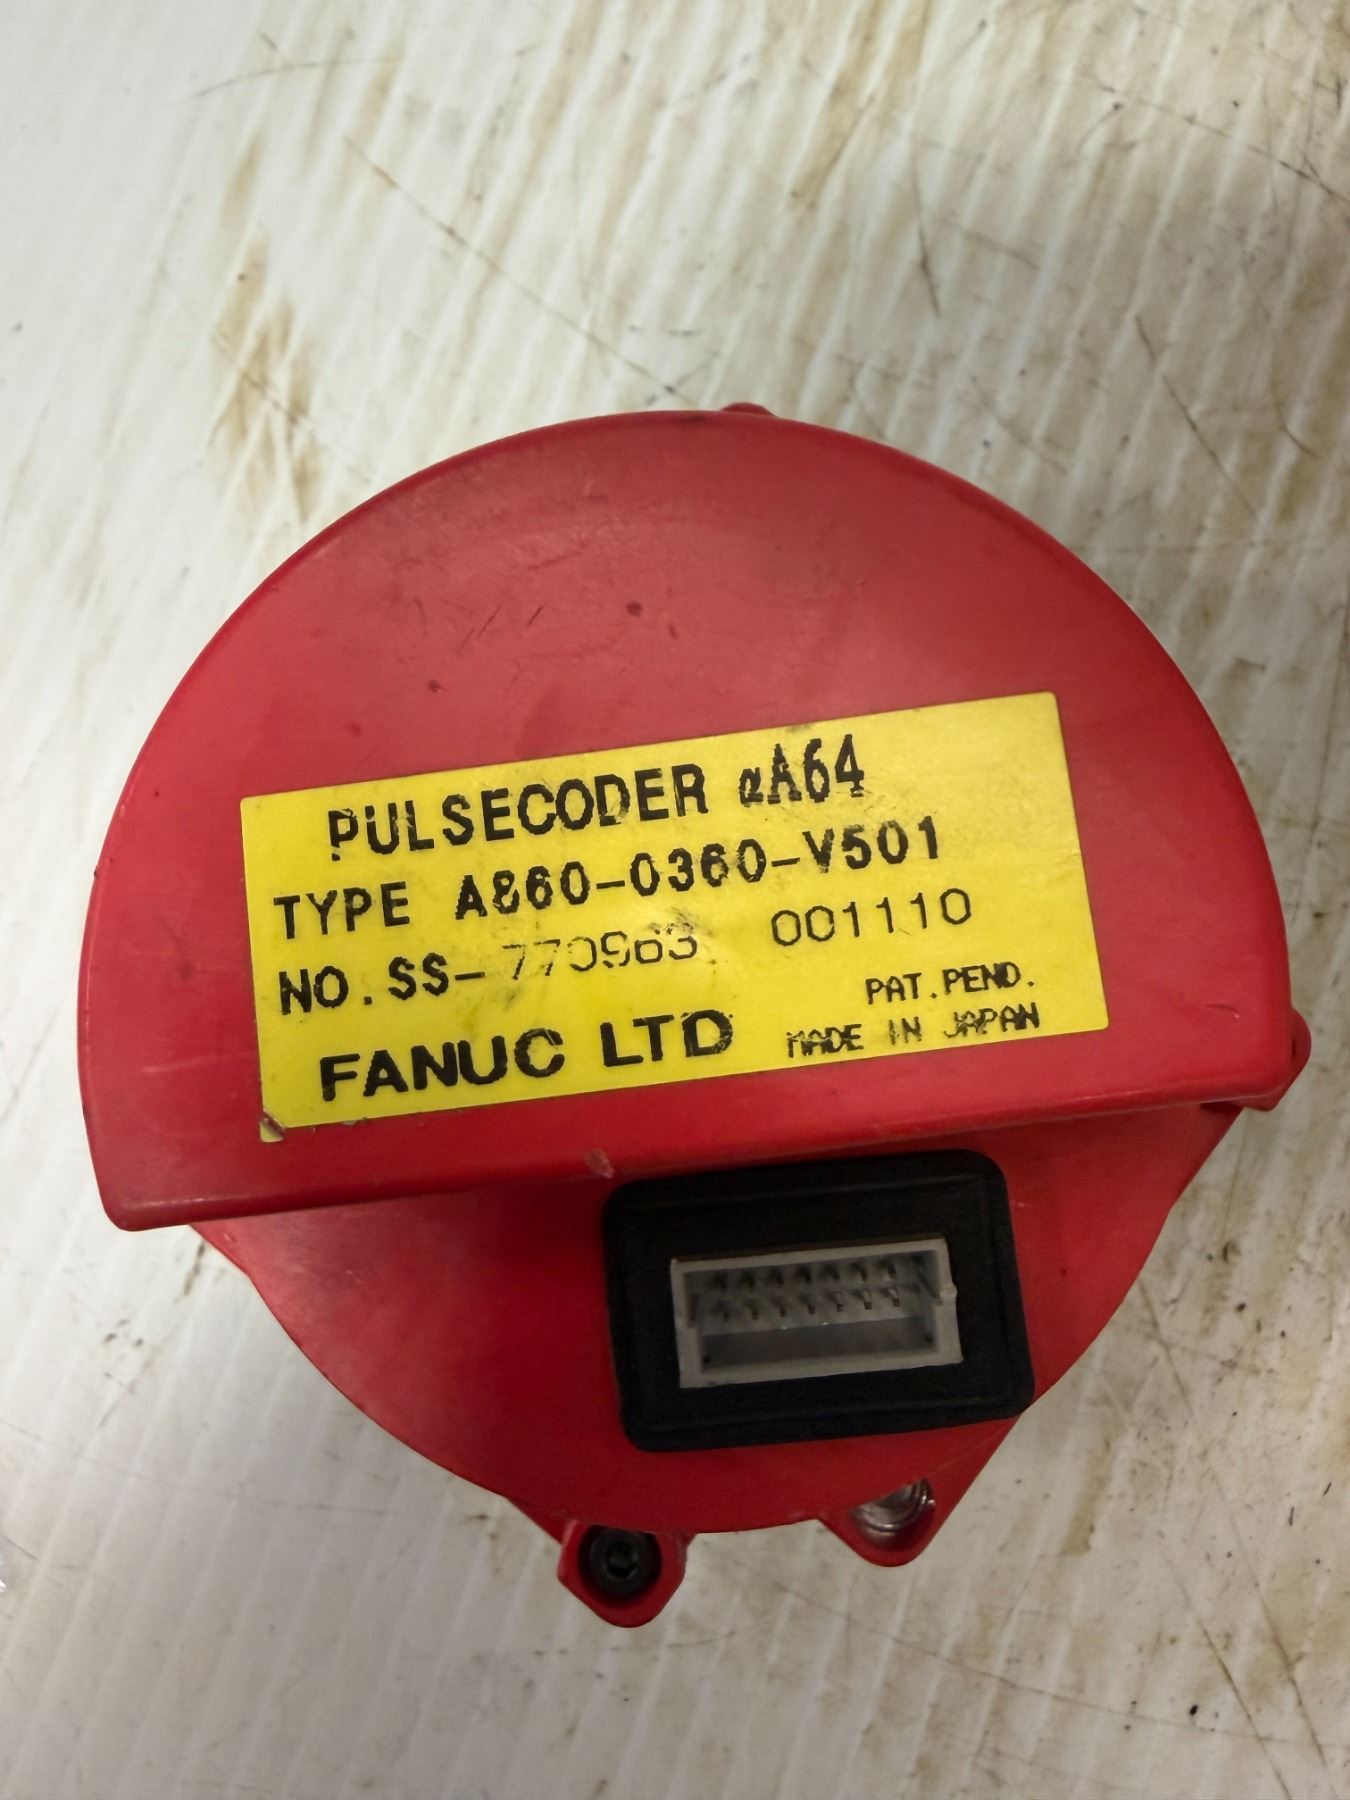 PULSECODER αA64
TYPE A860-0360-V501
NO.SS-770963 001110
PAT.PEND.
FANUC LTD MADE IN JAPAN